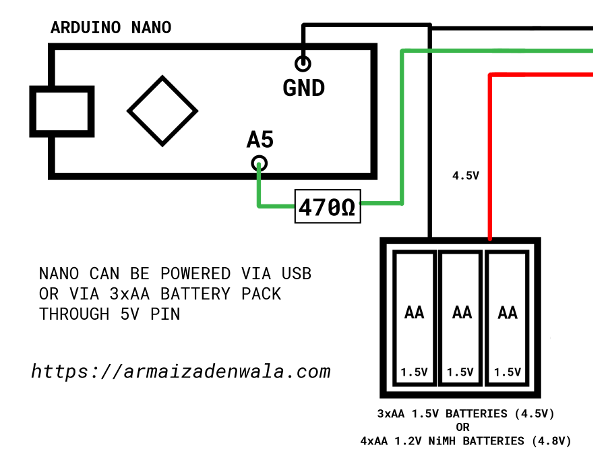 ARDUINO NANO
GND
A5
470Ω
4.5V
NANO CAN BE POWERED VIA USB
OR VIA 3xAA BATTERY PACK
THROUGH 5V PIN
https://armaizadenwala.com
AA AA AA
1.5V 1.5V 1.5V
3xAA 1.5V BATTERIES (4.5V)
OR
4xAA 1.2V NiMH BATTERIES (4.8V)